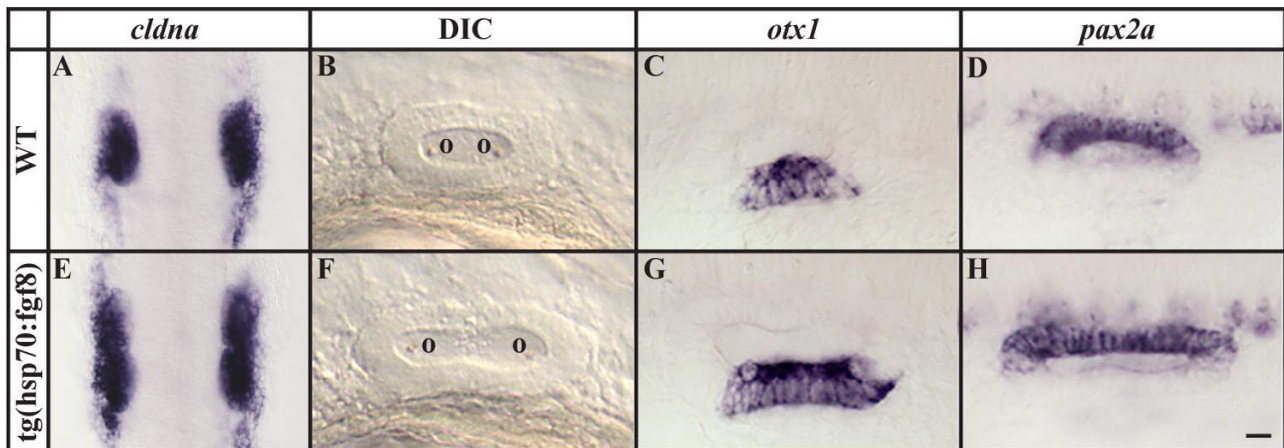 cldna DIC otx1 pax2a
WT
A B C D
o o
tg(hsp70:fgf8)
E F G H
o o